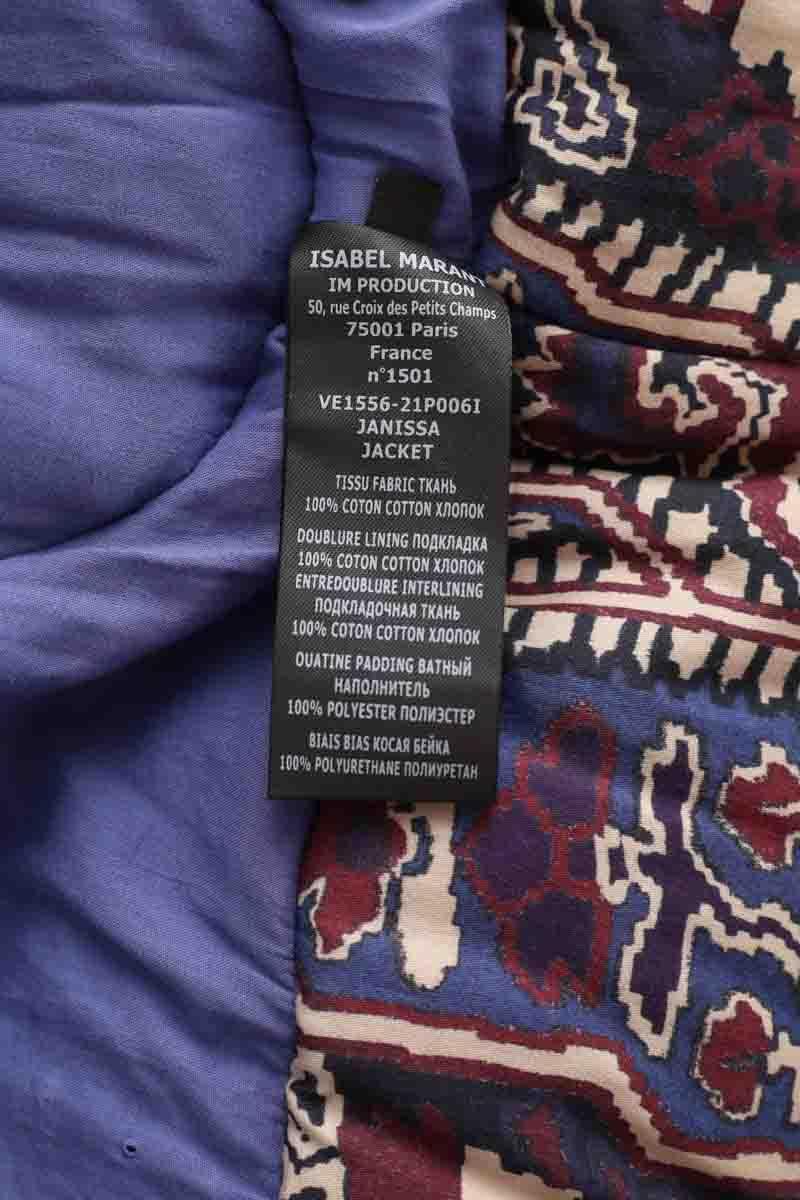 ISABEL MARANT
IM PRODUCTION
50, rue Croix des Petits Champs
75001 Paris
France
n°1501
VE1556-21P006I
JANISSA
JACKET
TISSU FABRIC ТКАНЬ
100% COTON COTTON ХЛОПОК
DOUBLURE LINING ПОДКЛАДКА
100% COTON COTTON ХЛОПОК
ENTREDOUBLURE INTERLINING
ПОДКЛАДОЧНАЯ ТКАНЬ
100% COTON COTTON ХЛОПОК
OUATINE PADDING ВАТНЫЙ
НАПОЛНИТЕЛЬ
100% POLYESTER ПОЛИЭСТЕР
BIAIS BIAS КОСАЯ БЕЙКА
100% POLYURETHANE ПОЛИУРЕТАН